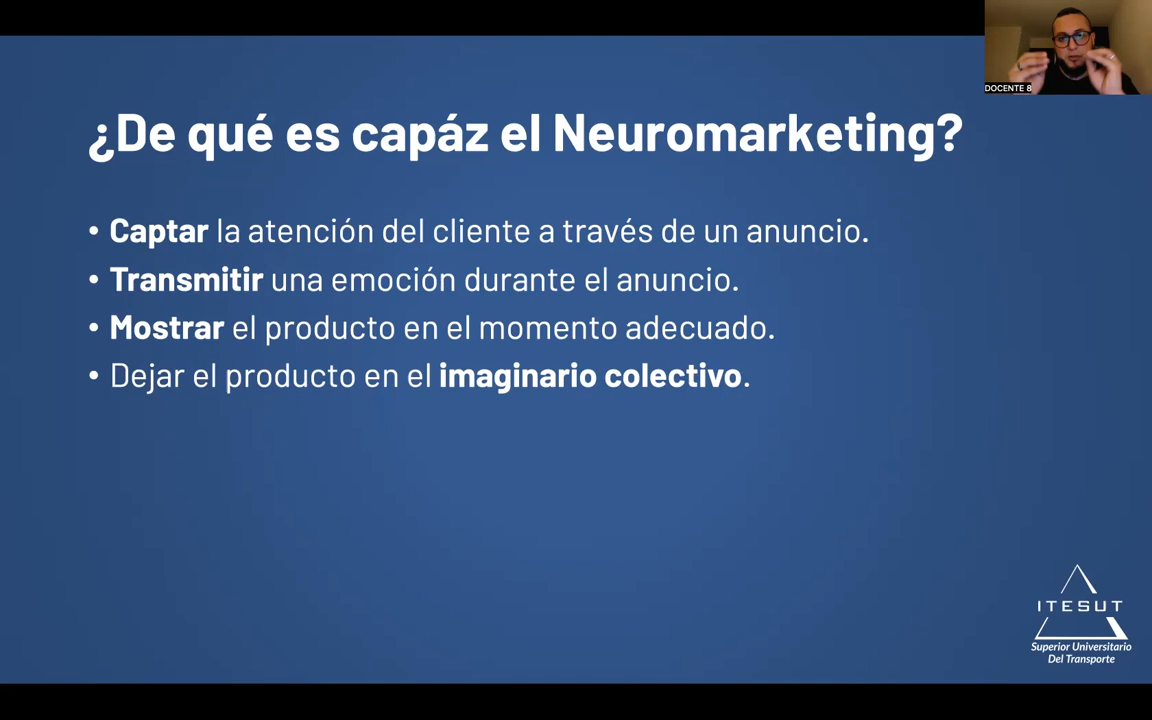 DOCENTE 8
¿De qué es capáz el Neuromarketing?
• Captar la atención del cliente a través de un anuncio.
• Transmitir una emoción durante el anuncio.
• Mostrar el producto en el momento adecuado.
• Dejar el producto en el imaginario colectivo.
ITESUT
Superior Universitario
Del Transporte